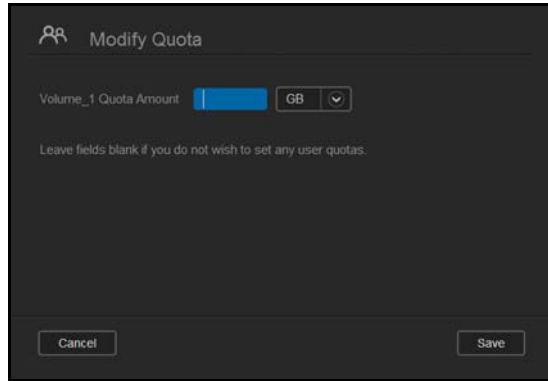 Modify Quota
Volume_1 Quota Amount GB
Leave fields blank if you do not wish to set any user quotas.
Cancel Save